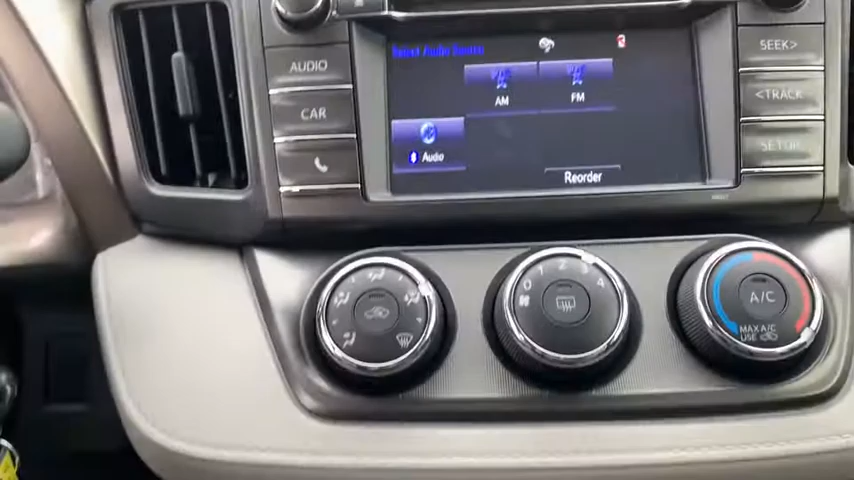 Select Audio Source
AUDIO
CAR
AM
FM
Audio
Reorder
SEEK>
<TRACK
SETUP
0 1 2 3 4
A/C
MAX A/C
USE